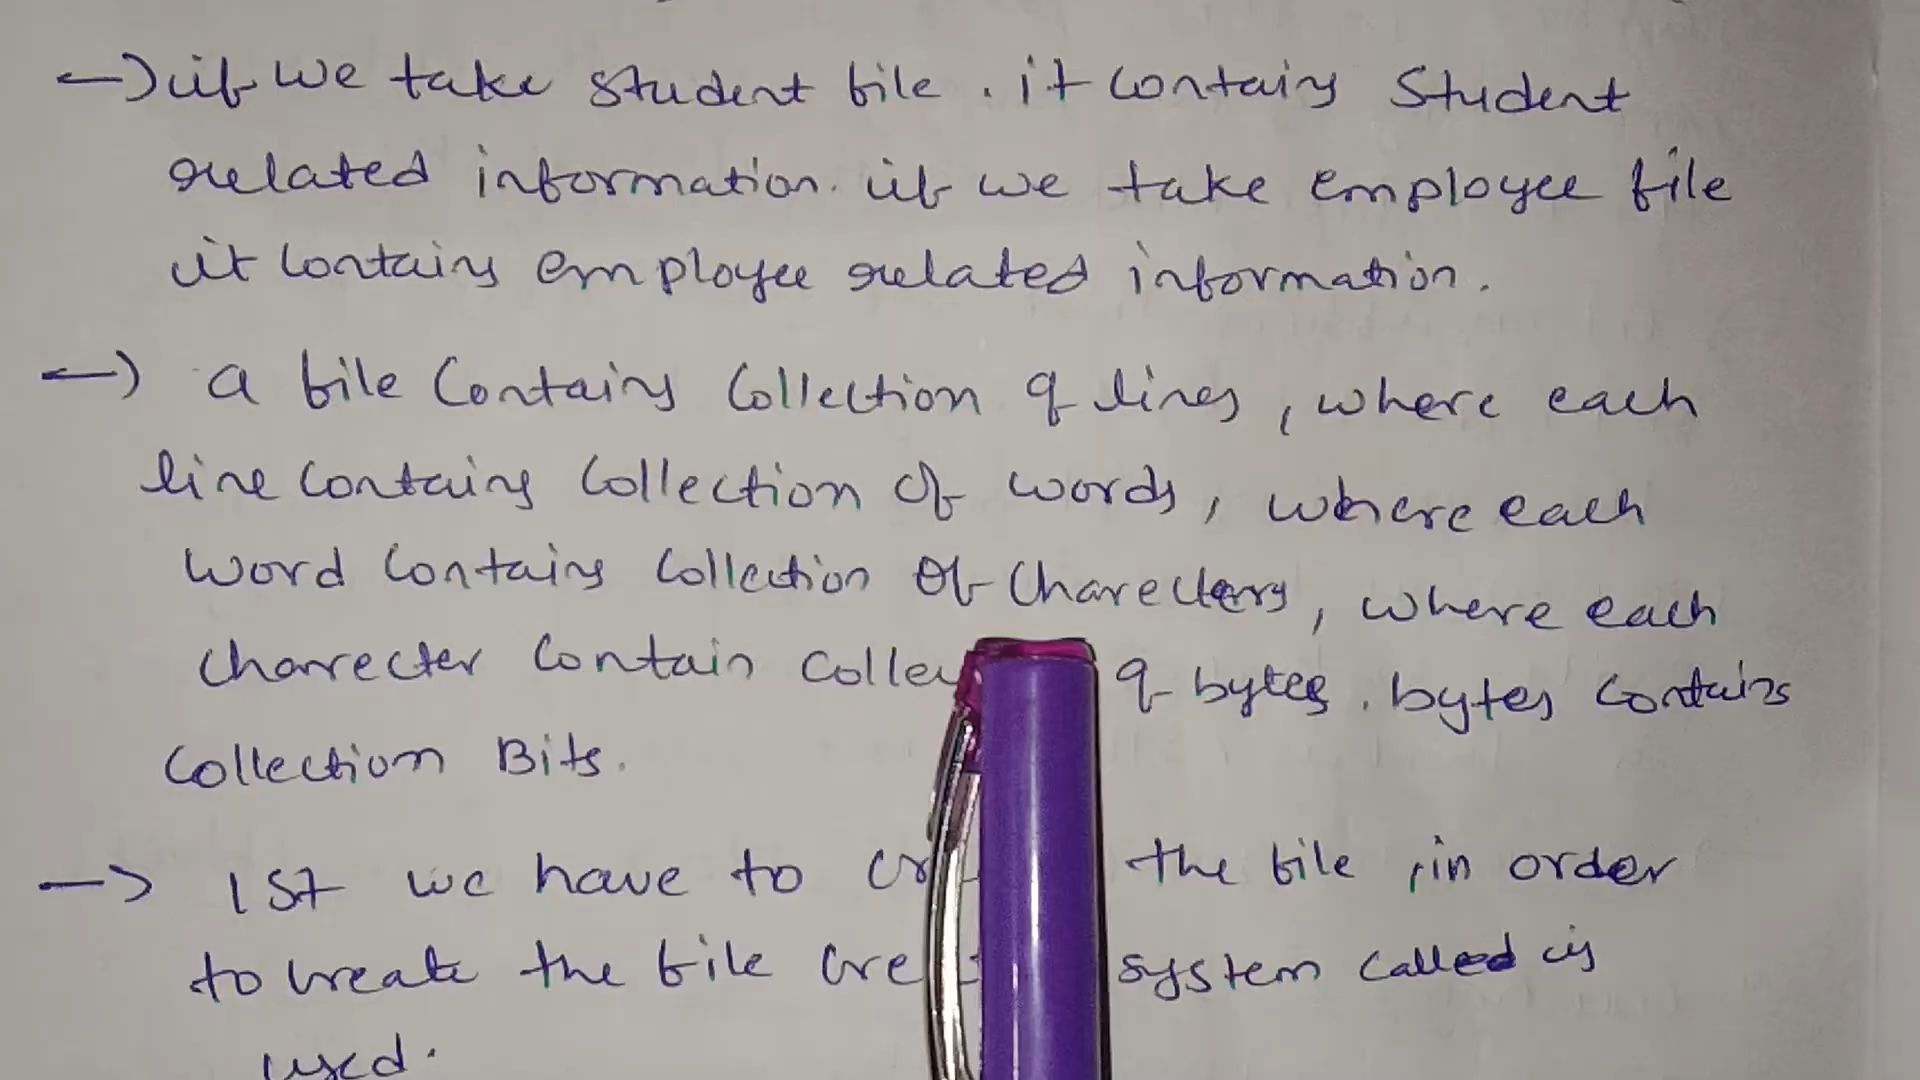 → if we take student file . it contains Student
related information. if we take employee file
it contains employee related information.
→ a file contains collection of lines, where each
line contains collection of words, where each
word contains collection of charecters, where each
charecter contain of bytes. bytes contains
collection Bits.
→ 1st we have to the file , in order
to create the file system called is
used.